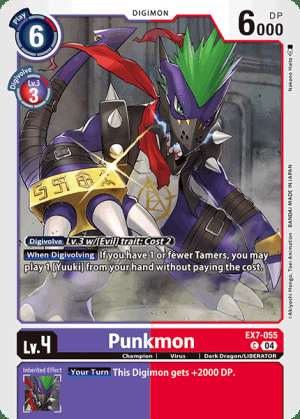 DIGIMON
Play
6
DP
6000
Digivolve
Lv.3
3
Nakano Haito
©Akiyoshi Hongo, Toei Animation • BANDAI MADE IN JAPAN
Digivolve Lv.3 w/[Evil] trait: Cost 2
When Digivolving If you have 1 or fewer Tamers, you may
play 1 [Yuuki] from your hand without paying the cost.
EX7-055
Lv.4
Punkmon
C 04
Champion | Virus | Dark Dragon/LIBERATOR
Inherited Effect
Your Turn This Digimon gets +2000 DP.